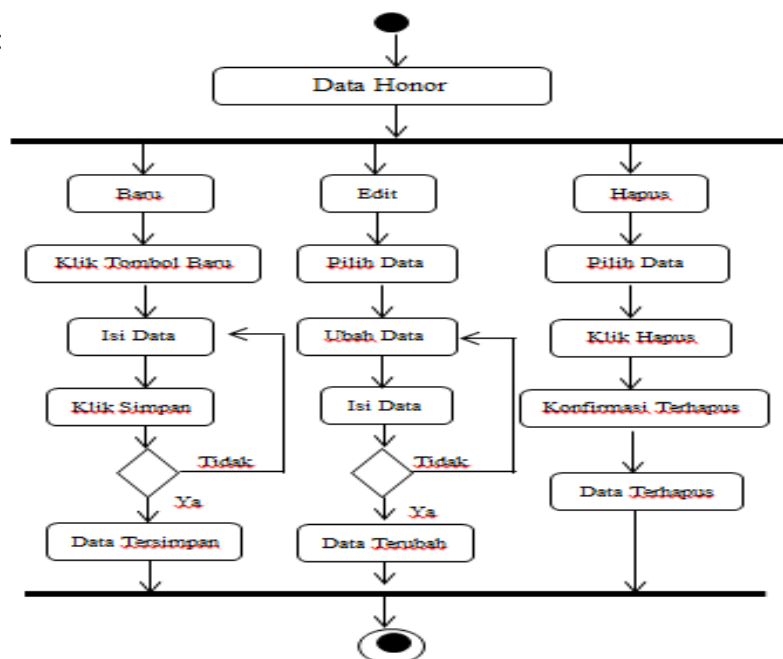 :
Data Honor
Baru
Edit
Hapus
Klik Tombol Baru
Pilih Data
Pilih Data
Isi Data
Ubah Data
Klik Hapus
Klik Simpan
Isi Data
Konfirmasi Terhapus
Tidak
Tidak
Ya
Ya
Data Terhapus
Data Tersimpan
Data Terubah